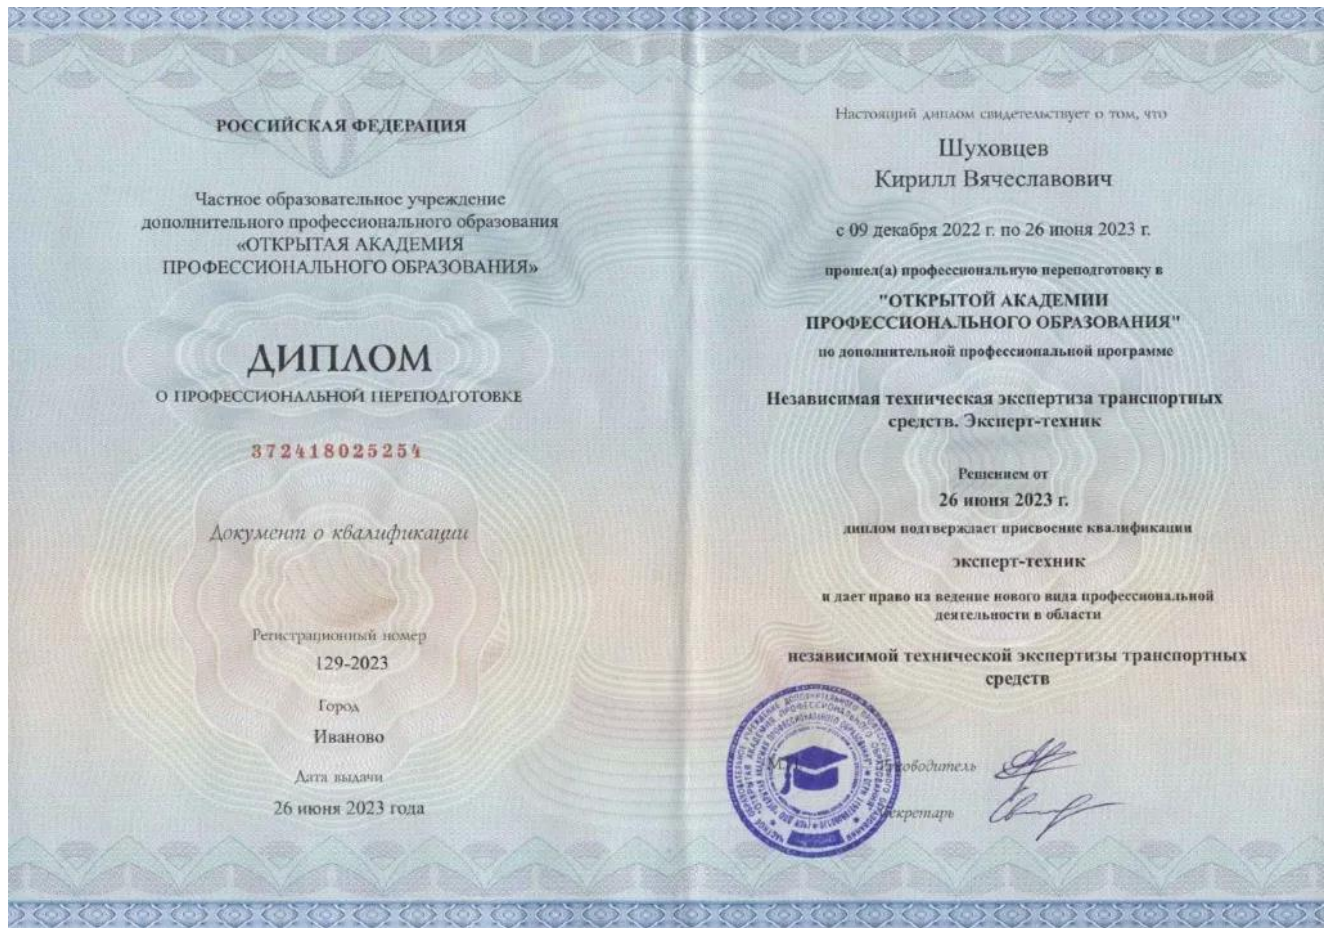 РОССИЙСКАЯ ФЕДЕРАЦИЯ
Частное образовательное учреждение
дополнительного профессионального образования
«ОТКРЫТАЯ АКАДЕМИЯ
ПРОФЕССИОНАЛЬНОГО ОБРАЗОВАНИЯ»
ДИПЛОМ
О ПРОФЕССИОНАЛЬНОЙ ПЕРЕПОДГОТОВКЕ
372418025254
Документ о квалификации
Регистрационный номер
129-2023
Город
Иваново
Дата выдачи
26 июня 2023 года
Настоящий диплом свидетельствует о том, что
Шуховцев
Кирилл Вячеславович
с 09 декабря 2022 г. по 26 июня 2023 г.
прошел(а) профессиональную переподготовку в
"ОТКРЫТОЙ АКАДЕМИИ
ПРОФЕССИОНАЛЬНОГО ОБРАЗОВАНИЯ"
по дополнительной профессиональной программе
Независимая техническая экспертиза транспортных
средств. Эксперт-техник
Решением от
26 июня 2023 г.
диплом подтверждает присвоение квалификации
эксперт-техник
и дает право на ведение нового вида профессиональной
деятельности в области
независимой технической экспертизы транспортных
средств
М.П.
Руководитель
Секретарь